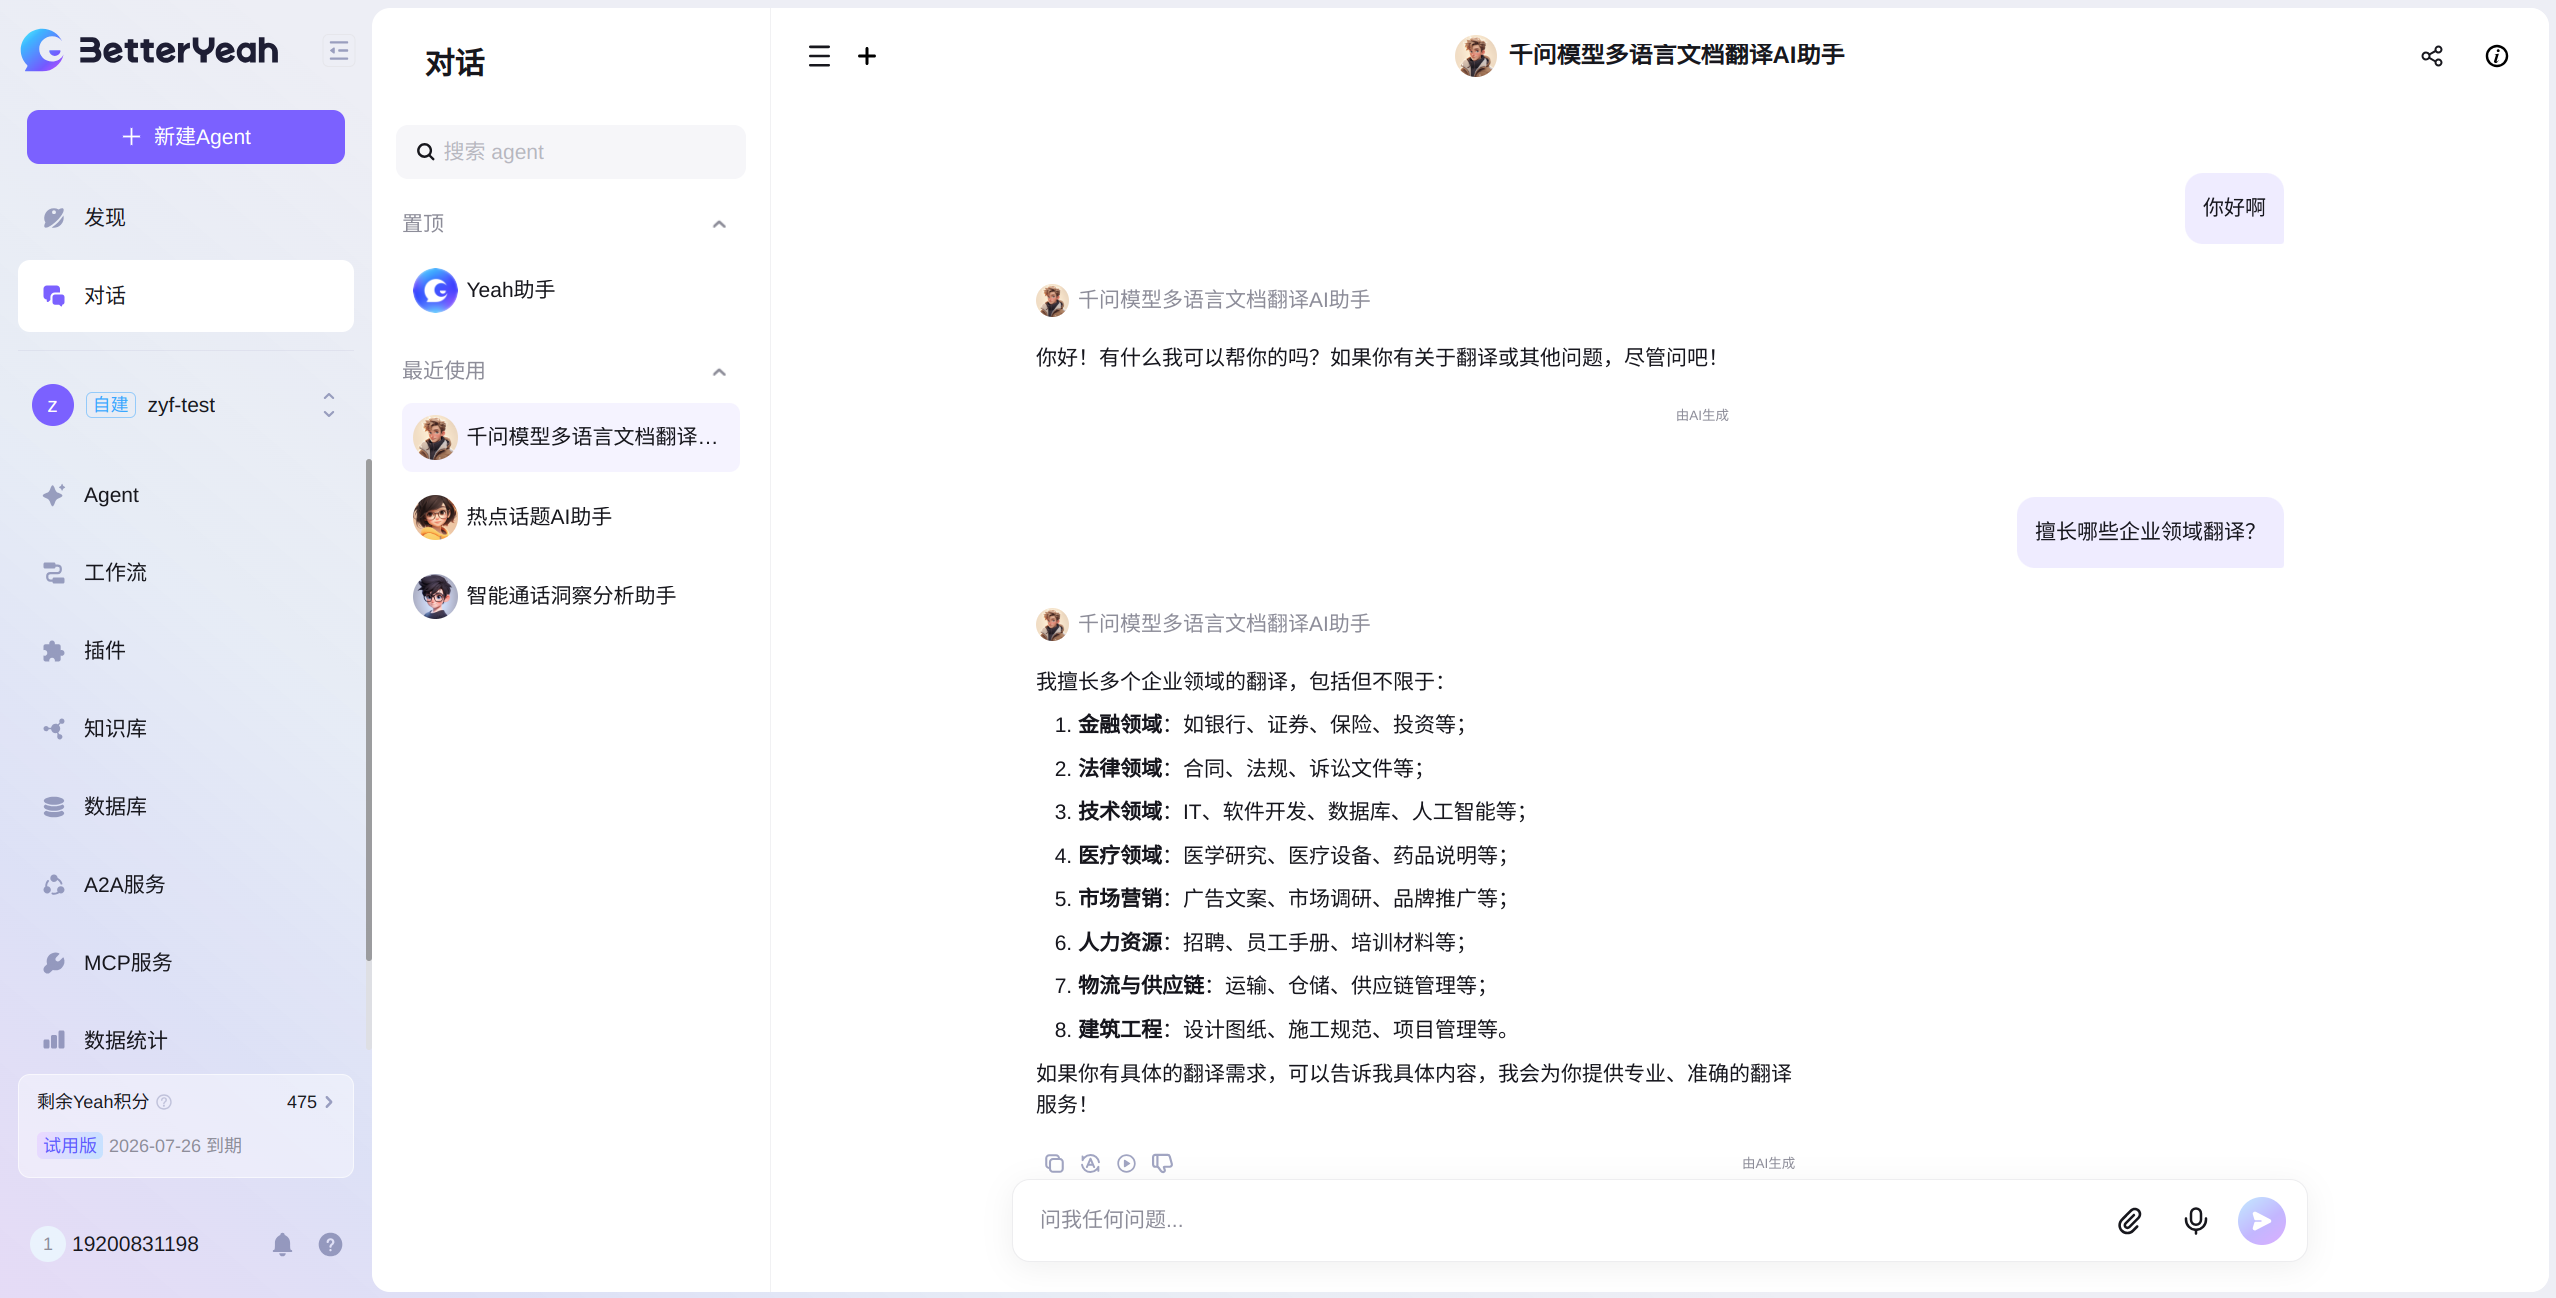 BetterYeah
新建Agent
发现
对话
z 自建 zyf-test
Agent
工作流
插件
知识库
数据库
A2A服务
MCP服务
数据统计
剩余Yeah积分 475
试用版 2026-07-26 到期
1 19200831198
对话
搜索 agent
置顶
Yeah助手
最近使用
千问模型多语言文档翻译...
热点话题AI助手
智能通话洞察分析助手
千问模型多语言文档翻译AI助手
你好啊
千问模型多语言文档翻译AI助手
你好！有什么我可以帮你的吗？如果你有关于翻译或其他问题，尽管问吧！
由AI生成
擅长哪些企业领域翻译？
千问模型多语言文档翻译AI助手
我擅长多个企业领域的翻译，包括但不限于：
1. 金融领域：如银行、证券、保险、投资等；
2. 法律领域：合同、法规、诉讼文件等；
3. 技术领域：IT、软件开发、数据库、人工智能等；
4. 医疗领域：医学研究、医疗设备、药品说明等；
5. 市场营销：广告文案、市场调研、品牌推广等；
6. 人力资源：招聘、员工手册、培训材料等；
7. 物流与供应链：运输、仓储、供应链管理等；
8. 建筑工程：设计图纸、施工规范、项目管理等。
如果你有具体的翻译需求，可以告诉我具体内容，我会为你提供专业、准确的翻译
服务！
由AI生成
问我任何问题...